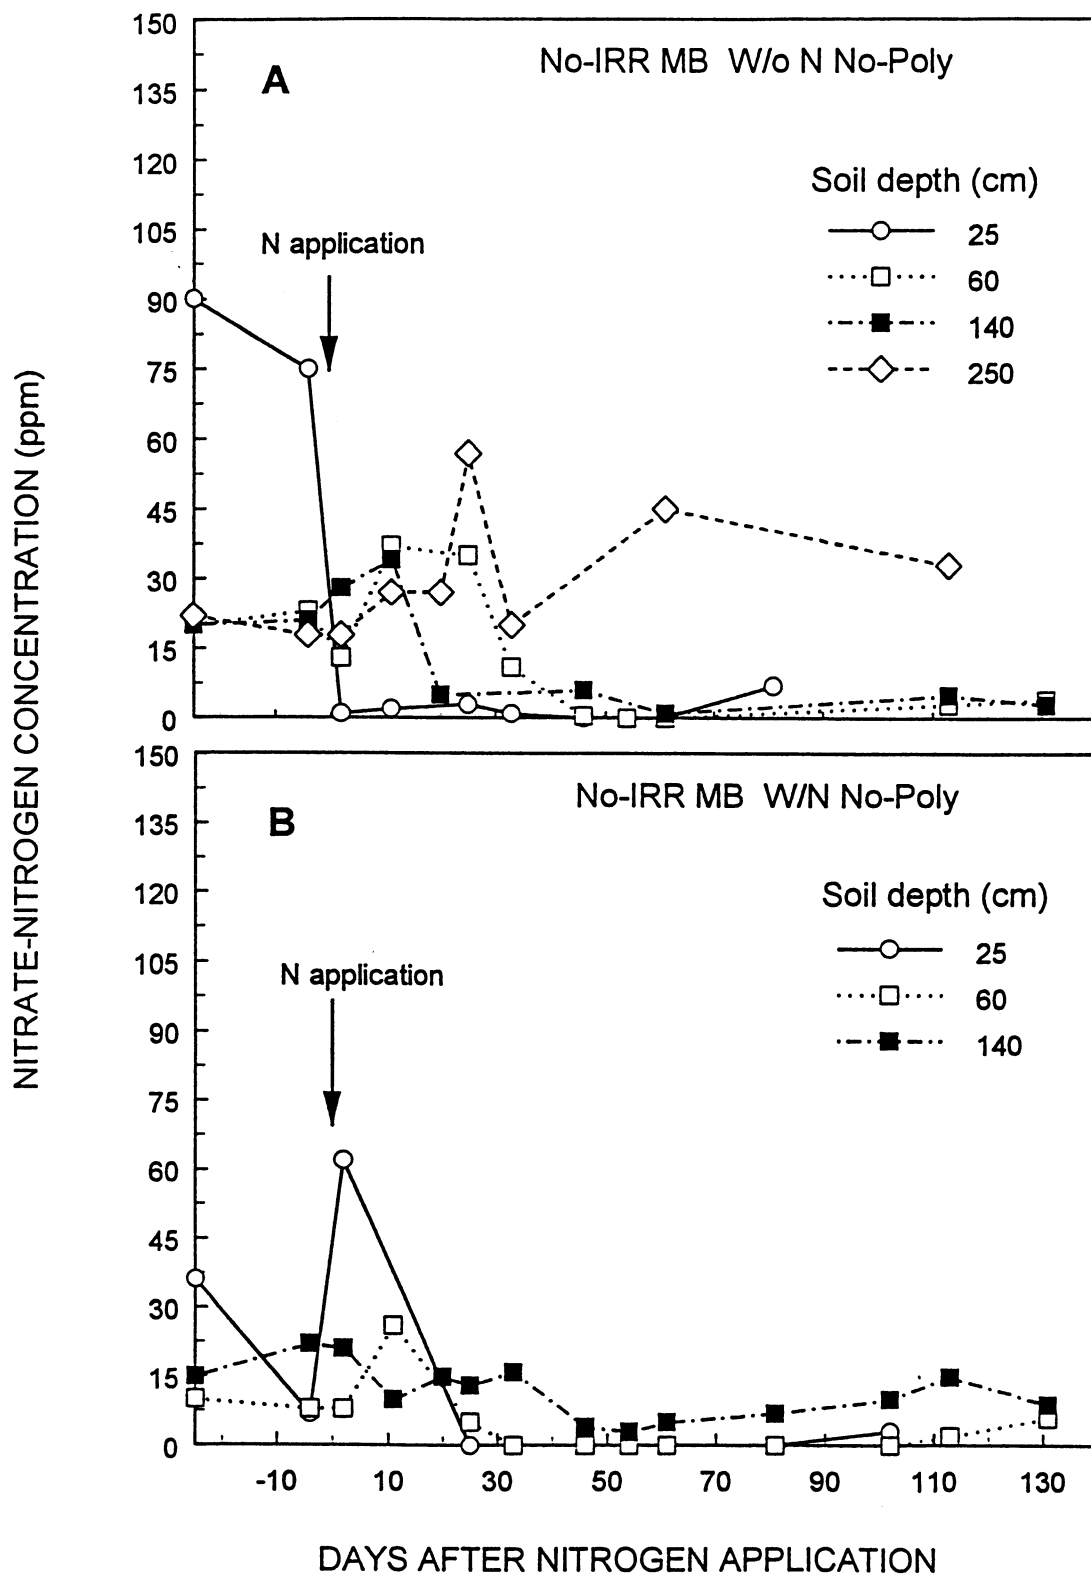 NITRATE-NITROGEN CONCENTRATION (ppm)
150
135
120
105
90
75
60
45
30
15
0
A
No-IRR MB W/o N No-Poly
Soil depth (cm)
25
60
140
250
N application
150
135
120
105
90
75
60
45
30
15
0
B
No-IRR MB W/N No-Poly
Soil depth (cm)
25
60
140
N application
-10 10 30 50 70 90 110 130
DAYS AFTER NITROGEN APPLICATION